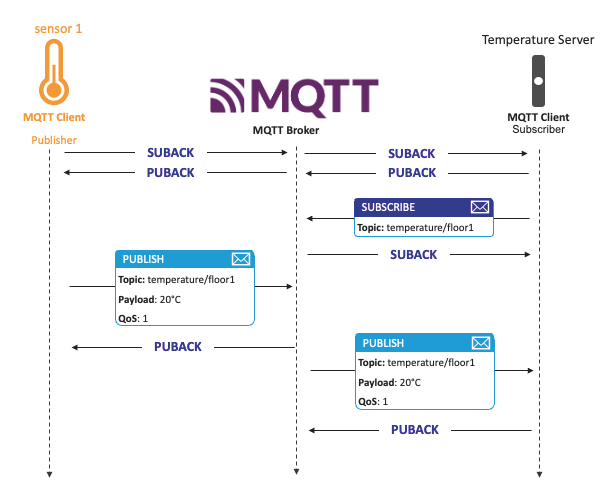 sensor 1
Temperature Server
MQTT
MQTT Client
Publisher
MQTT Broker
MQTT Client
Subscriber
SUBACK
SUBACK
PUBACK
PUBACK
SUBSCRIBE
Topic: temperature/floor1
SUBACK
PUBLISH
Topic: temperature/floor1
Payload: 20°C
QoS: 1
PUBACK
PUBLISH
Topic: temperature/floor1
Payload: 20°C
QoS: 1
PUBACK